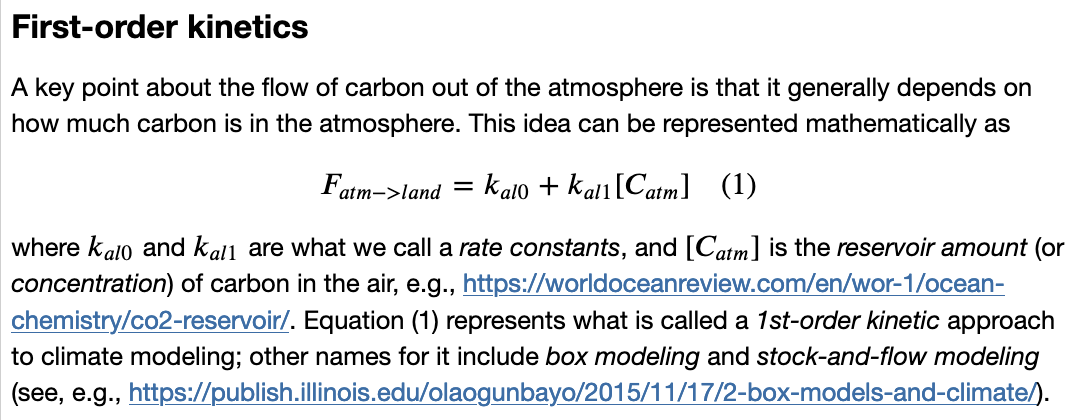 First-order kinetics
A key point about the flow of carbon out of the atmosphere is that it generally depends on
how much carbon is in the atmosphere. This idea can be represented mathematically as
F_{atm->land} = k_{al0} + k_{al1}[C_{atm}] (1)
where k_{al0} and k_{al1} are what we call a rate constants, and [C_{atm}] is the reservoir amount (or
concentration) of carbon in the air, e.g., https://worldoceanreview.com/en/wor-1/ocean-
chemistry/co2-reservoir/. Equation (1) represents what is called a 1st-order kinetic approach
to climate modeling; other names for it include box modeling and stock-and-flow modeling
(see, e.g., https://publish.illinois.edu/olaogunbayo/2015/11/17/2-box-models-and-climate/).